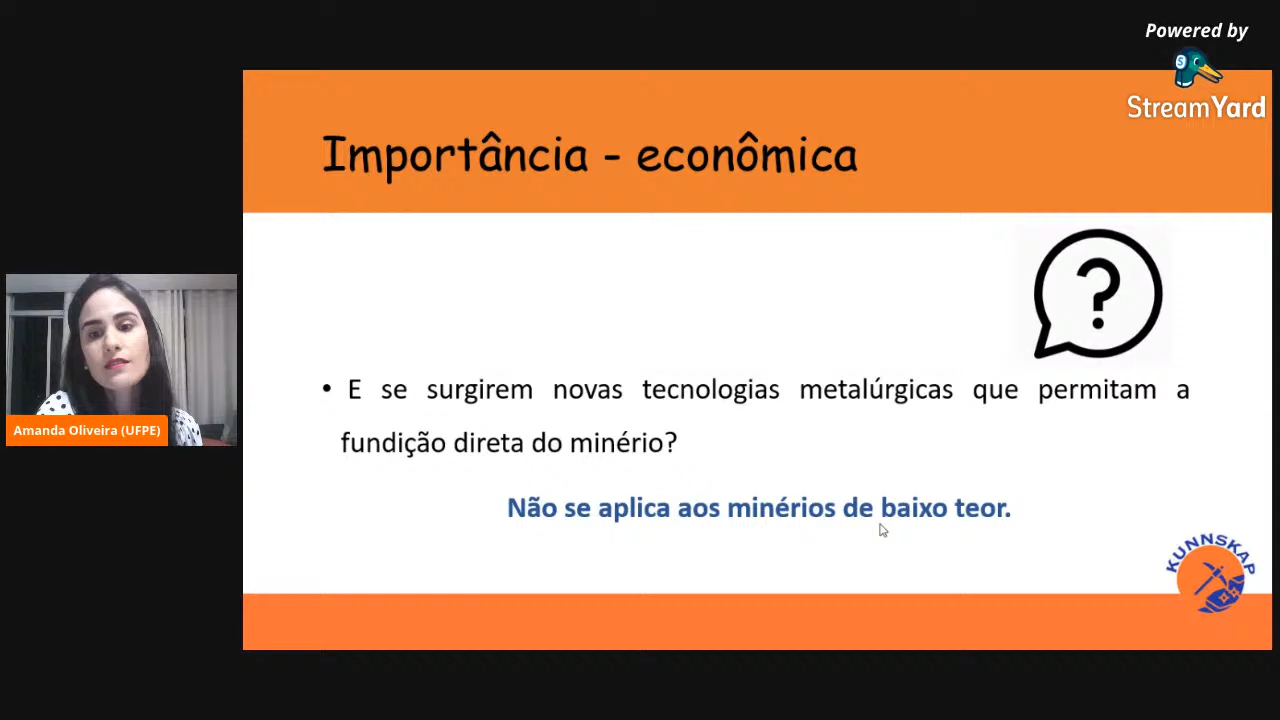 Powered by
StreamYard
Importância - econômica
?
• E se surgirem novas tecnologias metalúrgicas que permitam a
fundição direta do minério?
Não se aplica aos minérios de baixo teor.
Amanda Oliveira (UFPE)
KUNNSKAP